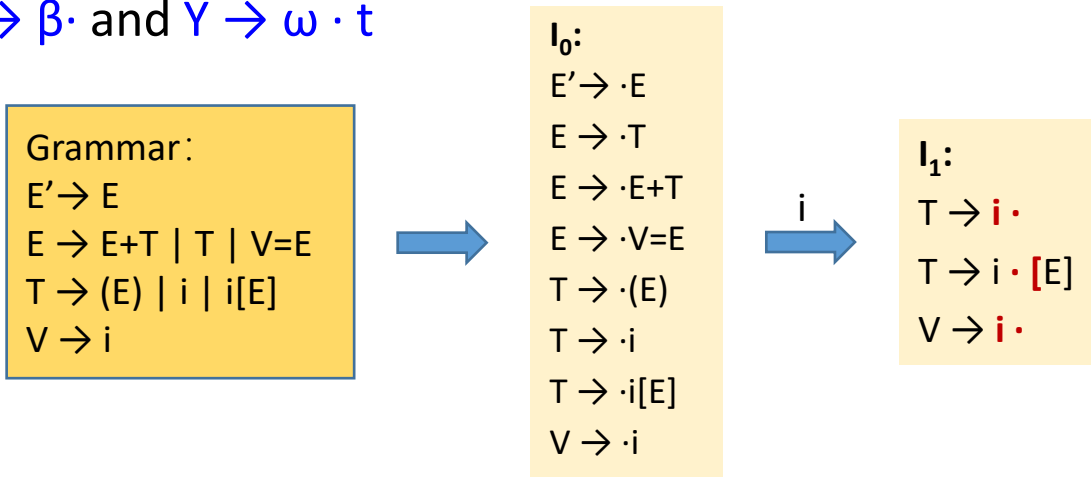 → β· and Y → ω · t
Grammar：
E’→ E
E → E+T | T | V=E
T → (E) | i | i[E]
V → i
I₀:
E’→ ·E
E → ·T
E → ·E+T
E → ·V=E
T → ·(E)
T → ·i
T → ·i[E]
V → ·i
i
I₁:
T → i ·
T → i · [E]
V → i ·